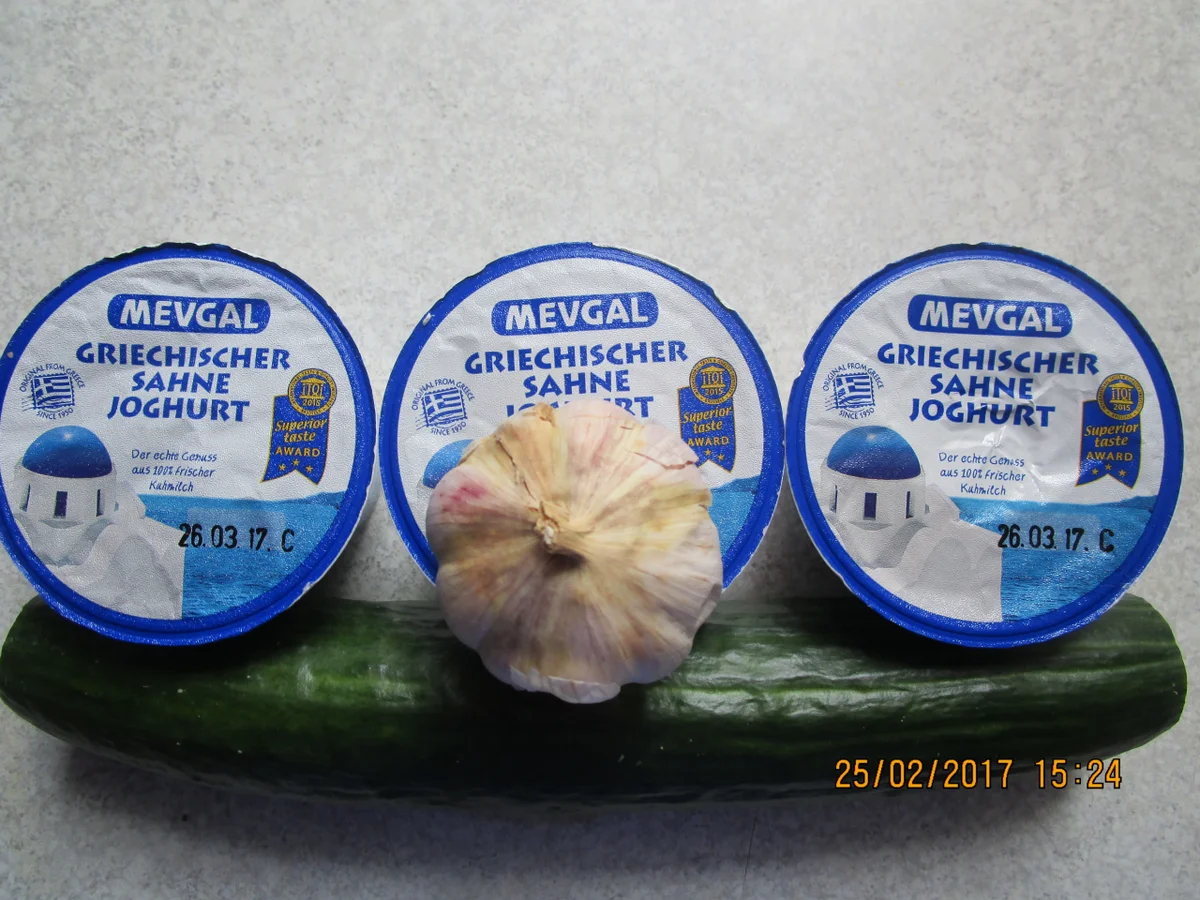 MEVGAL
GRIECHISCHER
SAHNE
JOGHURT
ORIGINAL FROM GREECE
SINCE 1950
2015
Superior
taste
AWARD
Der echte Genuss
aus 100% frischer
Kuhmilch
26.03.17. C
MEVGAL
GRIECHISCHER
SAHNE
JOGHURT
ORIGINAL FROM GREECE
SINCE 1950
2015
Superior
taste
AWARD
MEVGAL
GRIECHISCHER
SAHNE
JOGHURT
ORIGINAL FROM GREECE
SINCE 1950
2015
Superior
taste
AWARD
Der echte Genuss
aus 100% frischer
Kuhmilch
26.03.17. C
25/02/2017 15:24